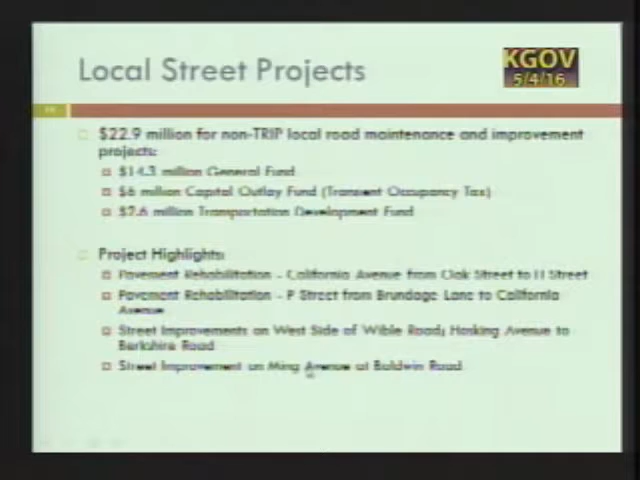 Local Street Projects
KGOV
5/4/16
$22.9 million for non-TRIP local road maintenance and improvement
projects:
$14.3 million General Fund
$6 million Capital Outlay Fund (Transient Occupancy Tax)
million Transportation Development Fund
Project Highlights:
Pavement Rehabilitation - California Avenue from Oak Street to H Street
Pavement Rehabilitation - P Street from Brundage Lane to California
Avenue
Street Improvements on West Side of Wible Road; Hosking Avenue to
Berkshire Road
Street Improvement on Ming Avenue at Baldwin Road